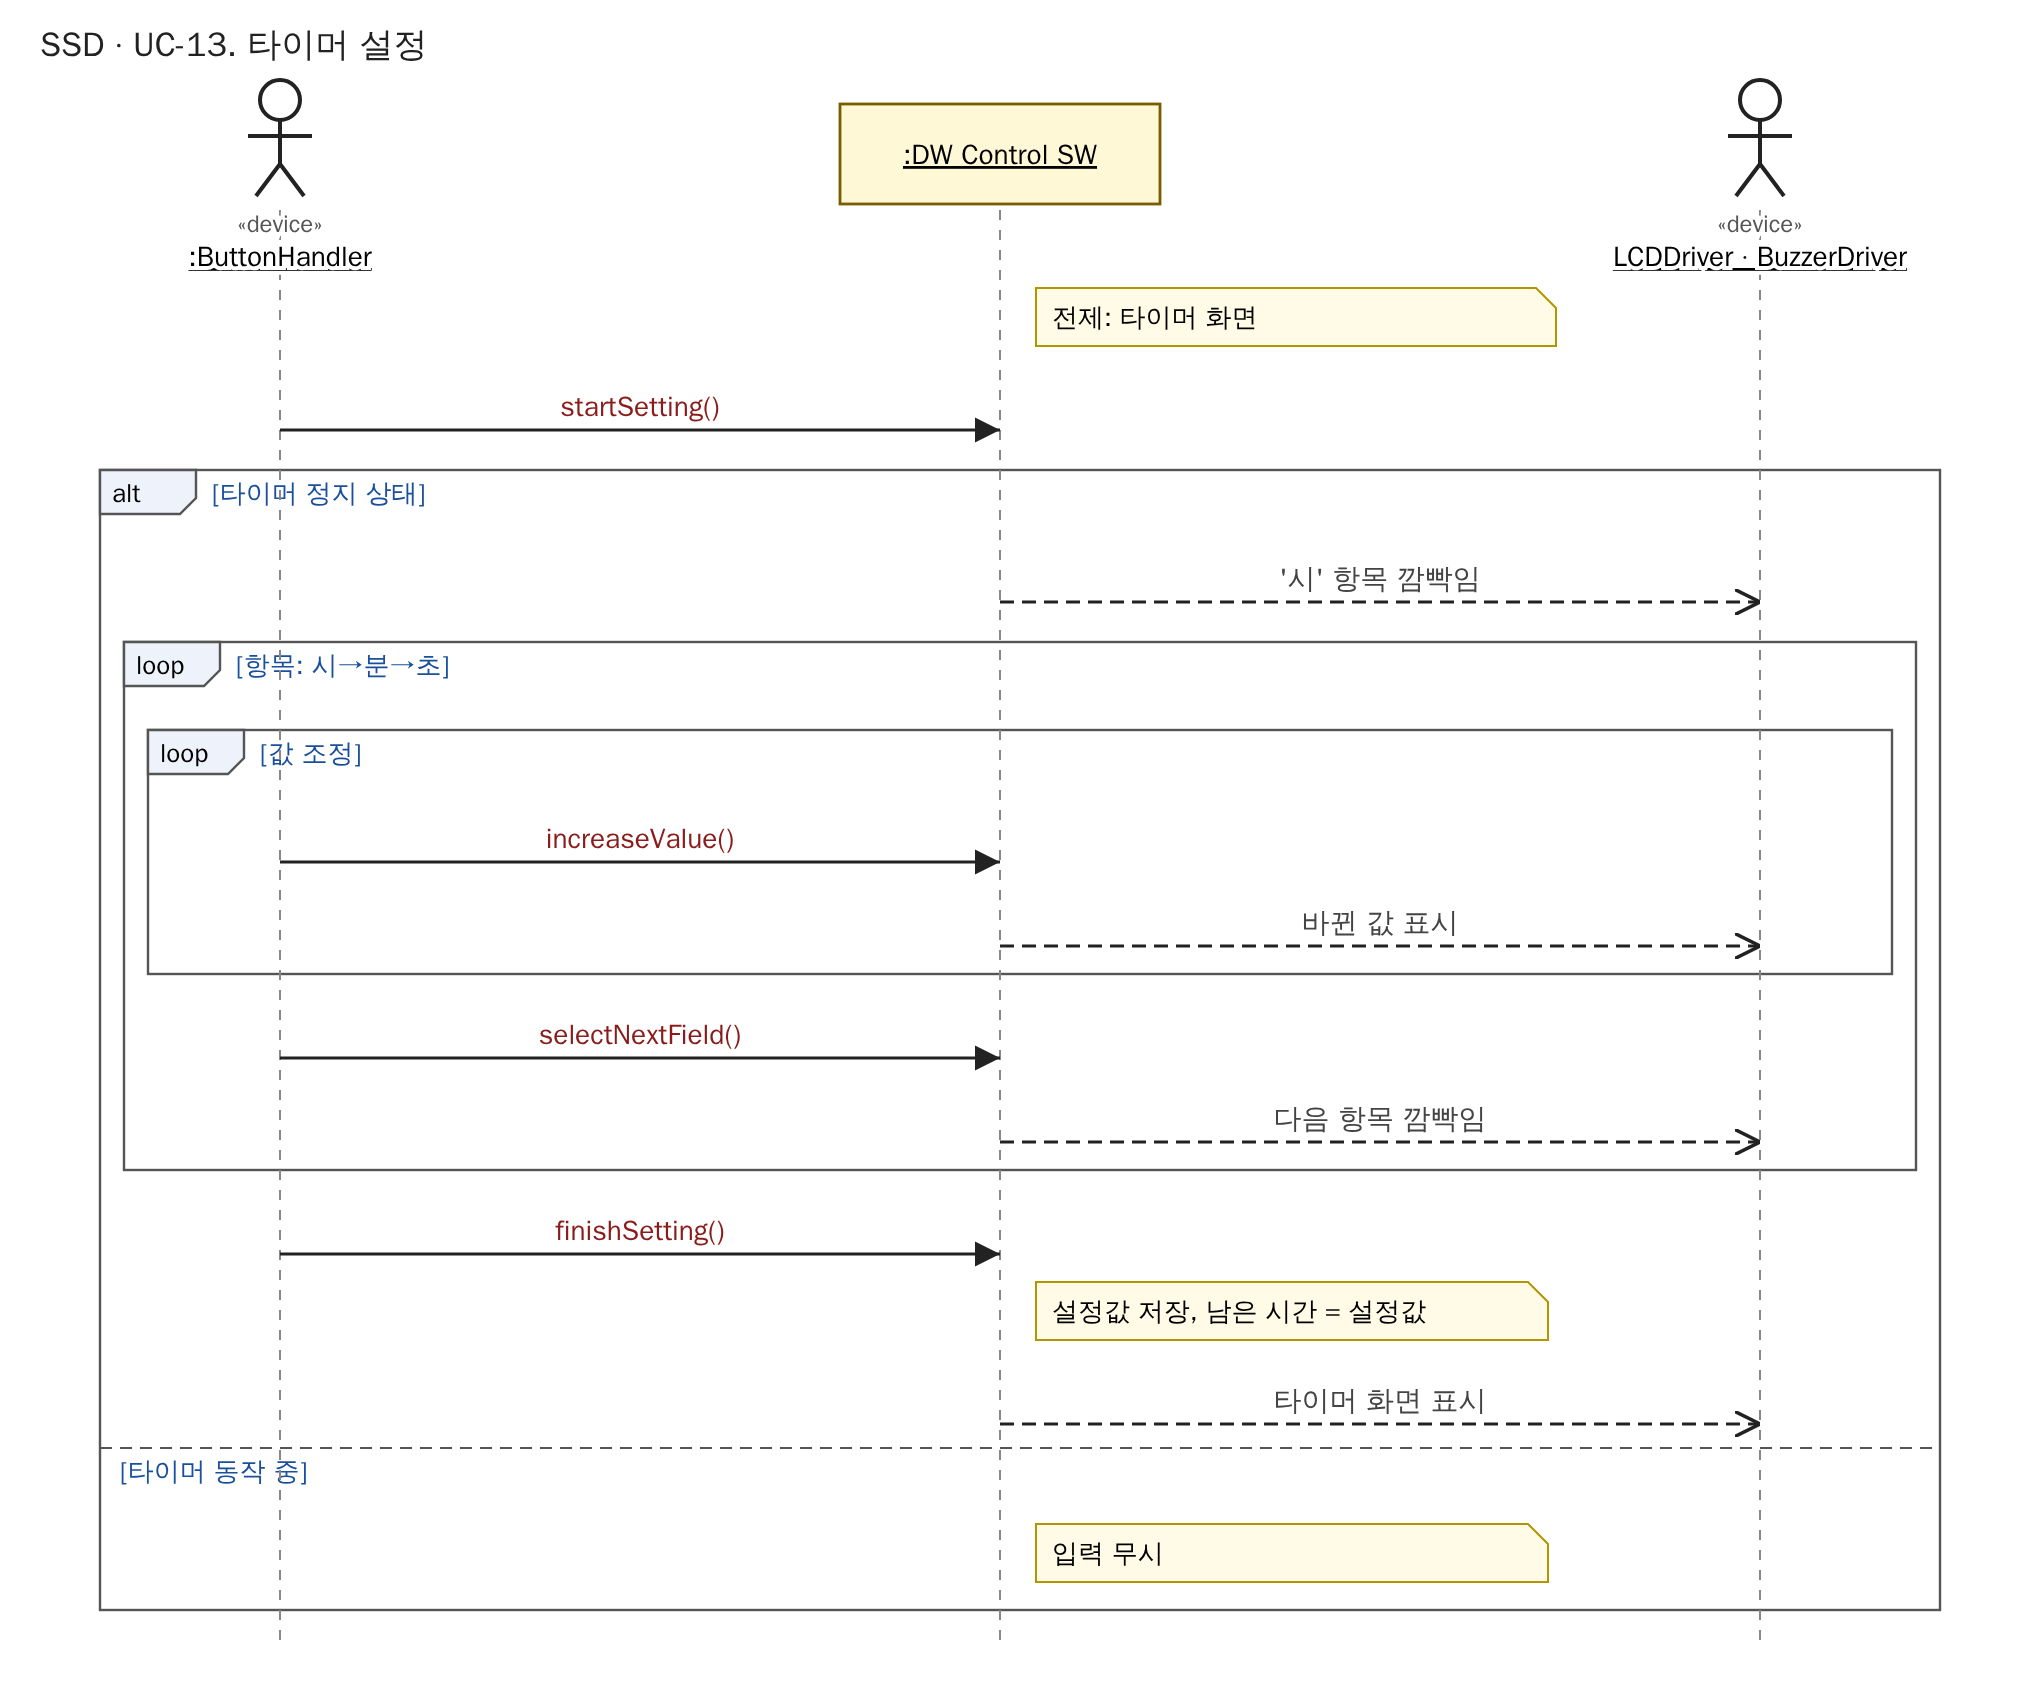 SSD · UC-13. 타이머 설정
:DW Control SW
«device»
:ButtonHandler
«device»
LCDDriver · BuzzerDriver
전제: 타이머 화면
startSetting()
alt
[타이머 정지 상태]
'시' 항목 깜빡임
loop
[항목: 시→분→초]
loop
[값 조정]
increaseValue()
바뀐 값 표시
selectNextField()
다음 항목 깜빡임
finishSetting()
설정값 저장, 남은 시간 = 설정값
타이머 화면 표시
[타이머 동작 중]
입력 무시